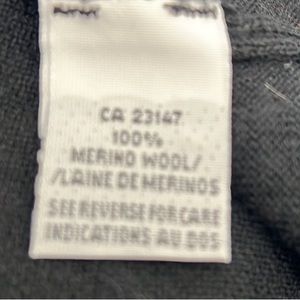 CA 23147
100%
MERINO WOOL/
/LAINE DE MERINOS
SEE REVERSE FOR CARE
INDICATIONS AU DOS